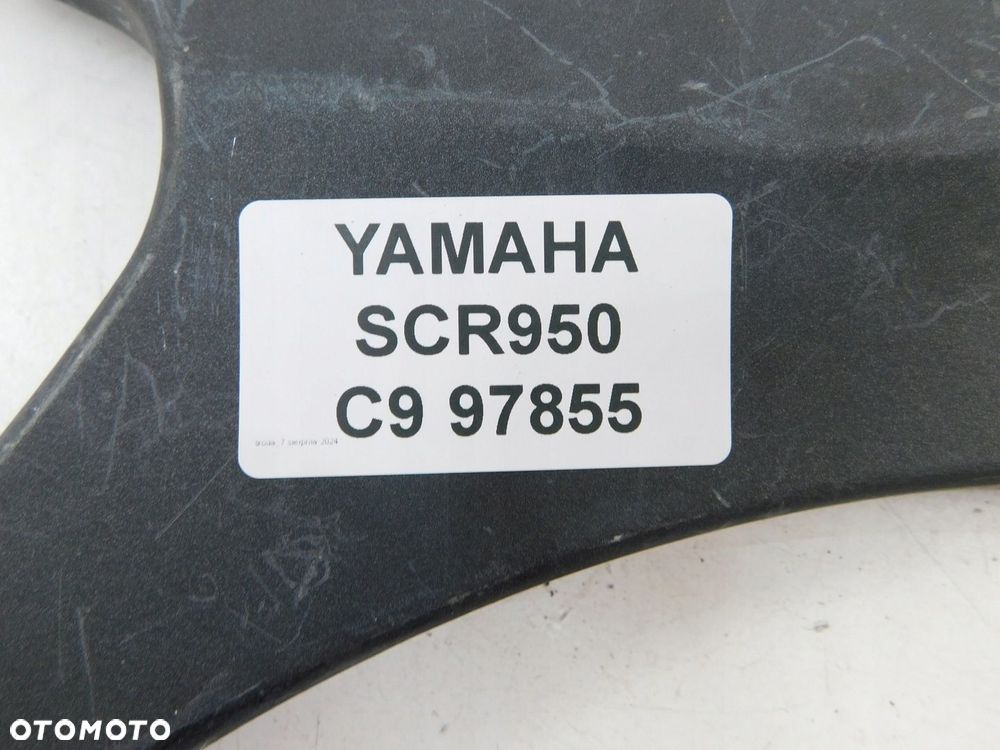 YAMAHA
SCR950
C9 97855
środa, 7 sierpnia 2024
OTOMOTO